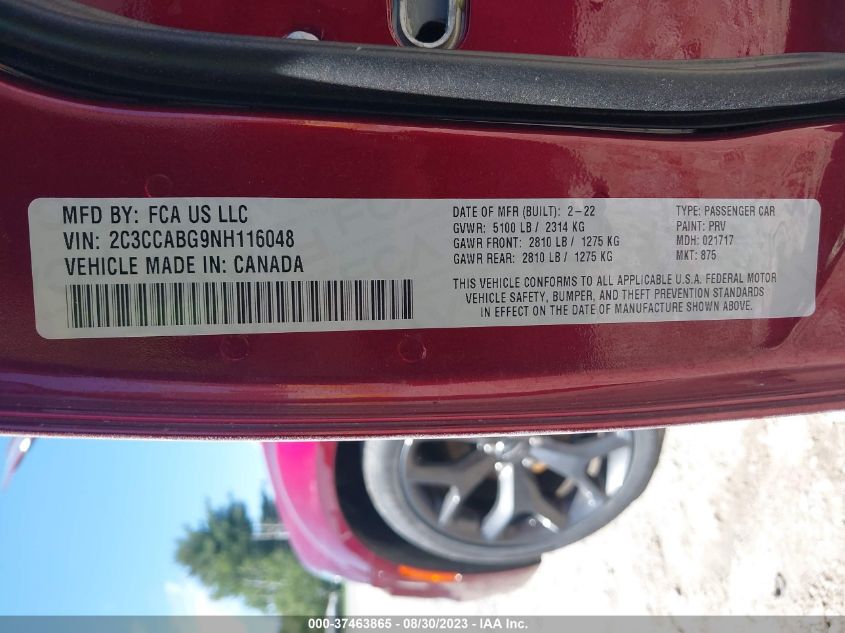 MFD BY: FCA US LLC
VIN: 2C3CCABG9NH116048
VEHICLE MADE IN: CANADA
DATE OF MFR (BUILT): 2-22
GVWR: 5100 LB / 2314 KG
GAWR FRONT: 2810 LB / 1275 KG
GAWR REAR: 2810 LB / 1275 KG
TYPE: PASSENGER CAR
PAINT: PRV
MDH: 021717
MKT: 875
THIS VEHICLE CONFORMS TO ALL APPLICABLE U.S.A. FEDERAL MOTOR
VEHICLE SAFETY, BUMPER, AND THEFT PREVENTION STANDARDS
IN EFFECT ON THE DATE OF MANUFACTURE SHOWN ABOVE.
000-37463865 - 08/30/2023 - IAA Inc.